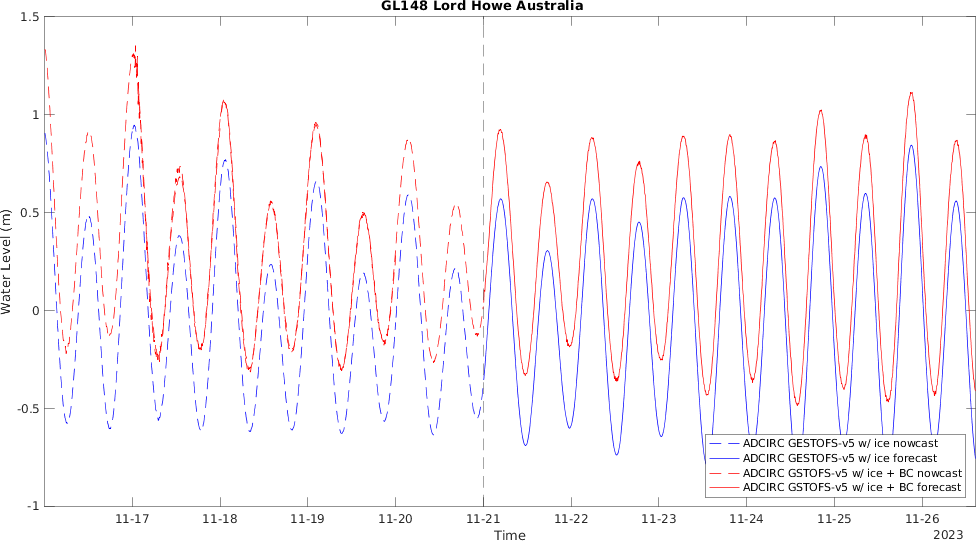 GL148 Lord Howe Australia
1.5
1
0.5
0
-0.5
-1
Water Level (m)
ADCIRC GESTOFS-v5 w/ ice nowcast
ADCIRC GESTOFS-v5 w/ ice forecast
ADCIRC GSTOFS-v5 w/ ice + BC nowcast
ADCIRC GSTOFS-v5 w/ ice + BC forecast
11-17 11-18 11-19 11-20 11-21 11-22 11-23 11-24 11-25 11-26
Time
2023